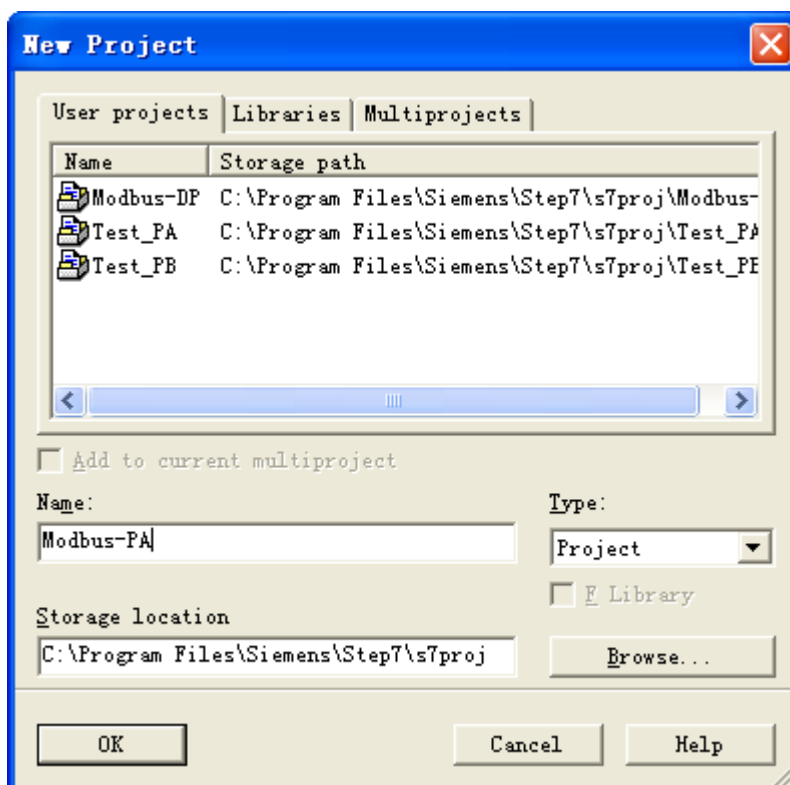 New Project
User projects Libraries Multiprojects
Name Storage path
Modbus-DP C:\Program Files\Siemens\Step7\s7proj\Modbus-
Test_PA C:\Program Files\Siemens\Step7\s7proj\Test_PA
Test_PB C:\Program Files\Siemens\Step7\s7proj\Test_PB
Add to current multiproject
Name: Type:
Modbus-PA Project
F Library
Storage location
C:\Program Files\Siemens\Step7\s7proj Browse...
OK Cancel Help